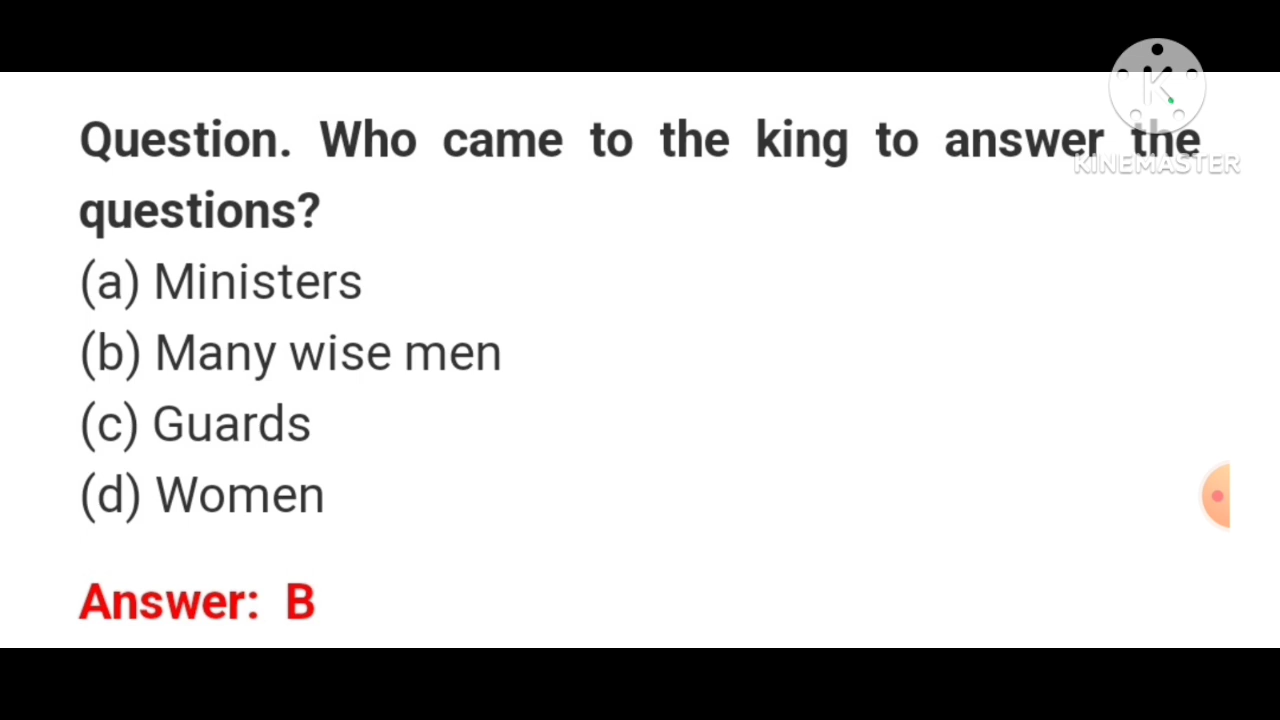 Question. Who came to the king to answer the
questions?
(a) Ministers
(b) Many wise men
(c) Guards
(d) Women
Answer: B
K
KINEMASTER